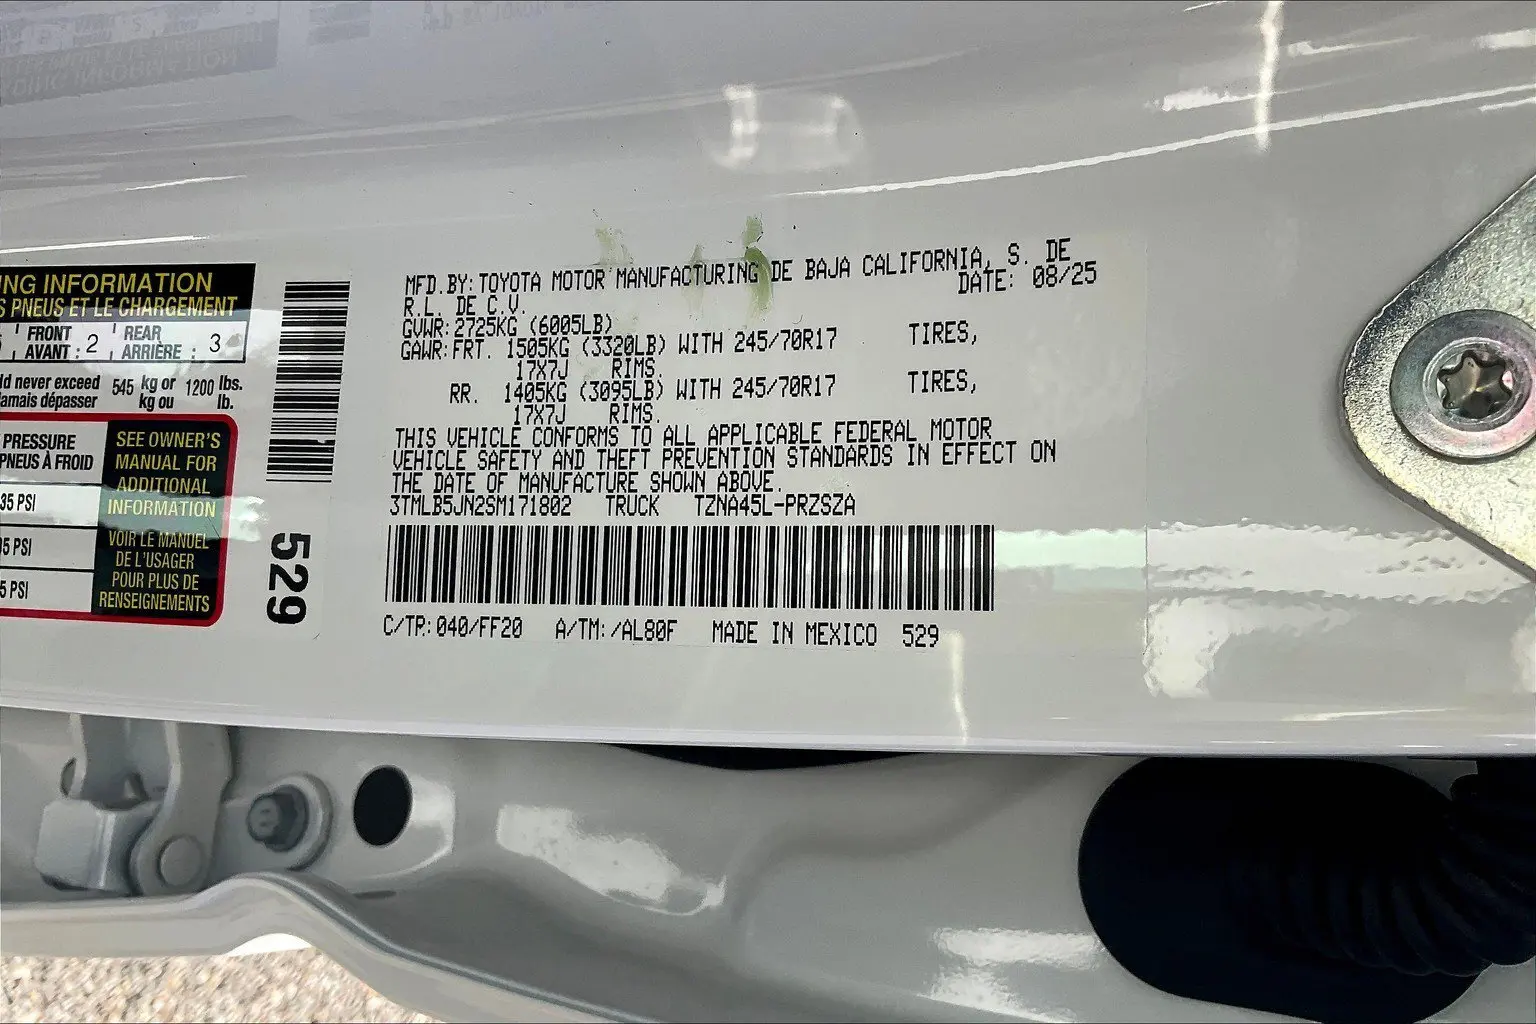 NG INFORMATION
S PNEUS ET LE CHARGEMENT
FRONT 2 REAR 3
AVANT : ARRIÈRE :
ld never exceed 545 kg or 1200 lbs.
jamais dépasser kg ou lb.
PRESSURE
PNEUS À FROID
35 PSI
5 PSI
5 PSI
SEE OWNER'S
MANUAL FOR
ADDITIONAL
INFORMATION
VOIR LE MANUEL
DE L'USAGER
POUR PLUS DE
RENSEIGNEMENTS
529
MFD.BY: TOYOTA MOTOR MANUFACTURING DE BAJA CALIFORNIA, S. DE
R.L. DE C.V. DATE: 08/25
GVWR: 2725KG (6005LB)
GAWR: FRT. 1505KG (3320LB) WITH 245/70R17 TIRES,
17X7J RIMS.
RR. 1405KG (3095LB) WITH 245/70R17 TIRES,
17X7J RIMS.
THIS VEHICLE CONFORMS TO ALL APPLICABLE FEDERAL MOTOR
VEHICLE SAFETY AND THEFT PREVENTION STANDARDS IN EFFECT ON
THE DATE OF MANUFACTURE SHOWN ABOVE.
3TMLB5JN2SM171802 TRUCK TZNA45L-PRZSZA
C/TR: 040/FF20 A/TM: /AL80F MADE IN MEXICO 529